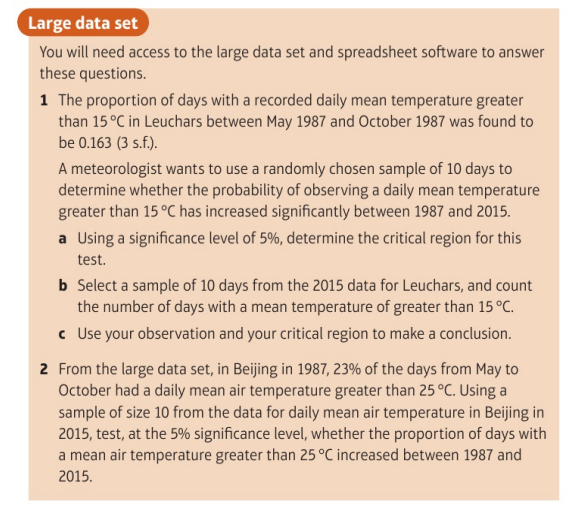 Large data set
You will need access to the large data set and spreadsheet software to answer
these questions.
1 The proportion of days with a recorded daily mean temperature greater
than 15 °C in Leuchars between May 1987 and October 1987 was found to
be 0.163 (3 s.f.).
A meteorologist wants to use a randomly chosen sample of 10 days to
determine whether the probability of observing a daily mean temperature
greater than 15 °C has increased significantly between 1987 and 2015.
a Using a significance level of 5%, determine the critical region for this
test.
b Select a sample of 10 days from the 2015 data for Leuchars, and count
the number of days with a mean temperature of greater than 15 °C.
c Use your observation and your critical region to make a conclusion.
2 From the large data set, in Beijing in 1987, 23% of the days from May to
October had a daily mean air temperature greater than 25 °C. Using a
sample of size 10 from the data for daily mean air temperature in Beijing in
2015, test, at the 5% significance level, whether the proportion of days with
a mean air temperature greater than 25 °C increased between 1987 and
2015.